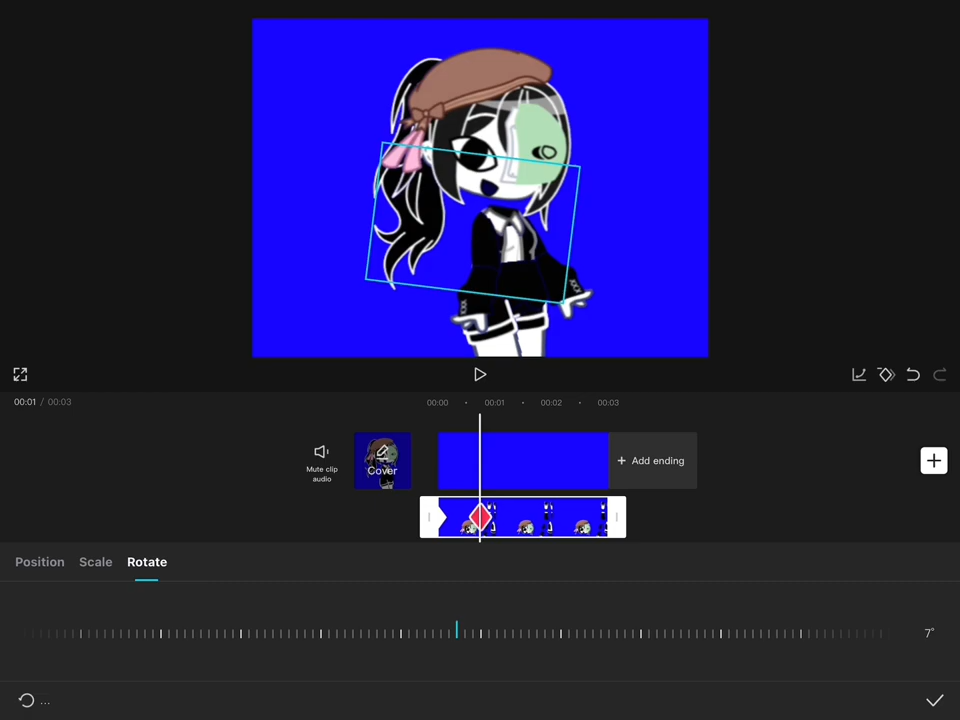 00:01 / 00:03
00:00 00:01 00:02 00:03
Mute clip
audio
Cover
+ Add ending
Position Scale Rotate
7°
...